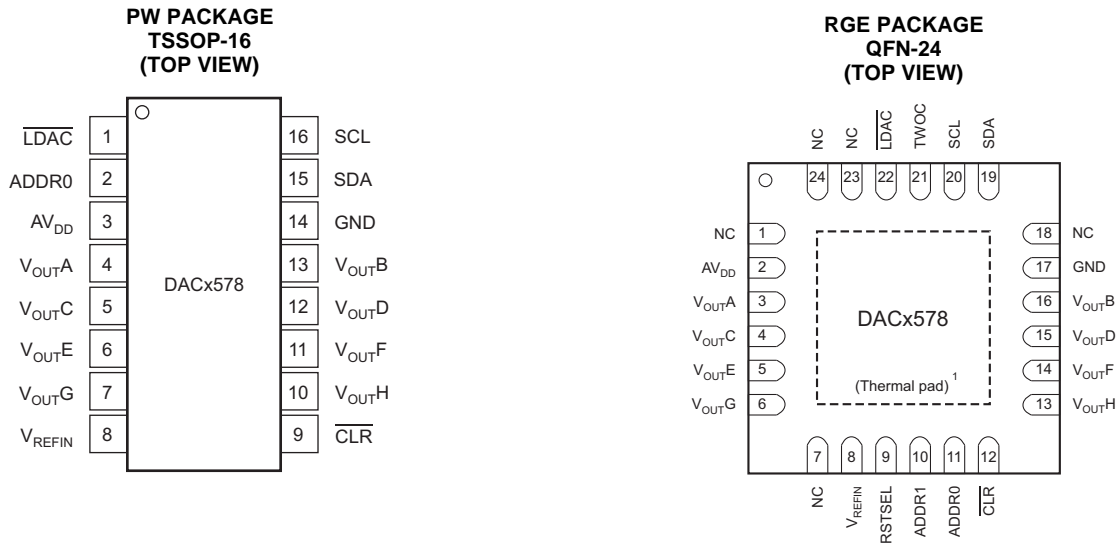 PW PACKAGE
TSSOP-16
(TOP VIEW)
LDAC 1 16 SCL
ADDR0 2 15 SDA
AVDD 3 14 GND
VOUTA 4 13 VOUTB
VOUTC 5 12 VOUTD
VOUTE 6 11 VOUTF
VOUTG 7 10 VOUTH
VREFIN 8 9 CLR
DACx578
RGE PACKAGE
QFN-24
(TOP VIEW)
NC NC LDAC TWOC SCL SDA
24 23 22 21 20 19
NC 1 18 NC
AVDD 2 17 GND
VOUTA 3 16 VOUTB
VOUTC 4 15 VOUTD
VOUTE 5 14 VOUTF
VOUTG 6 13 VOUTH
DACx578
(Thermal pad) 1
7 8 9 10 11 12
NC VREFIN RSTSEL ADDR1 ADDR0 CLR